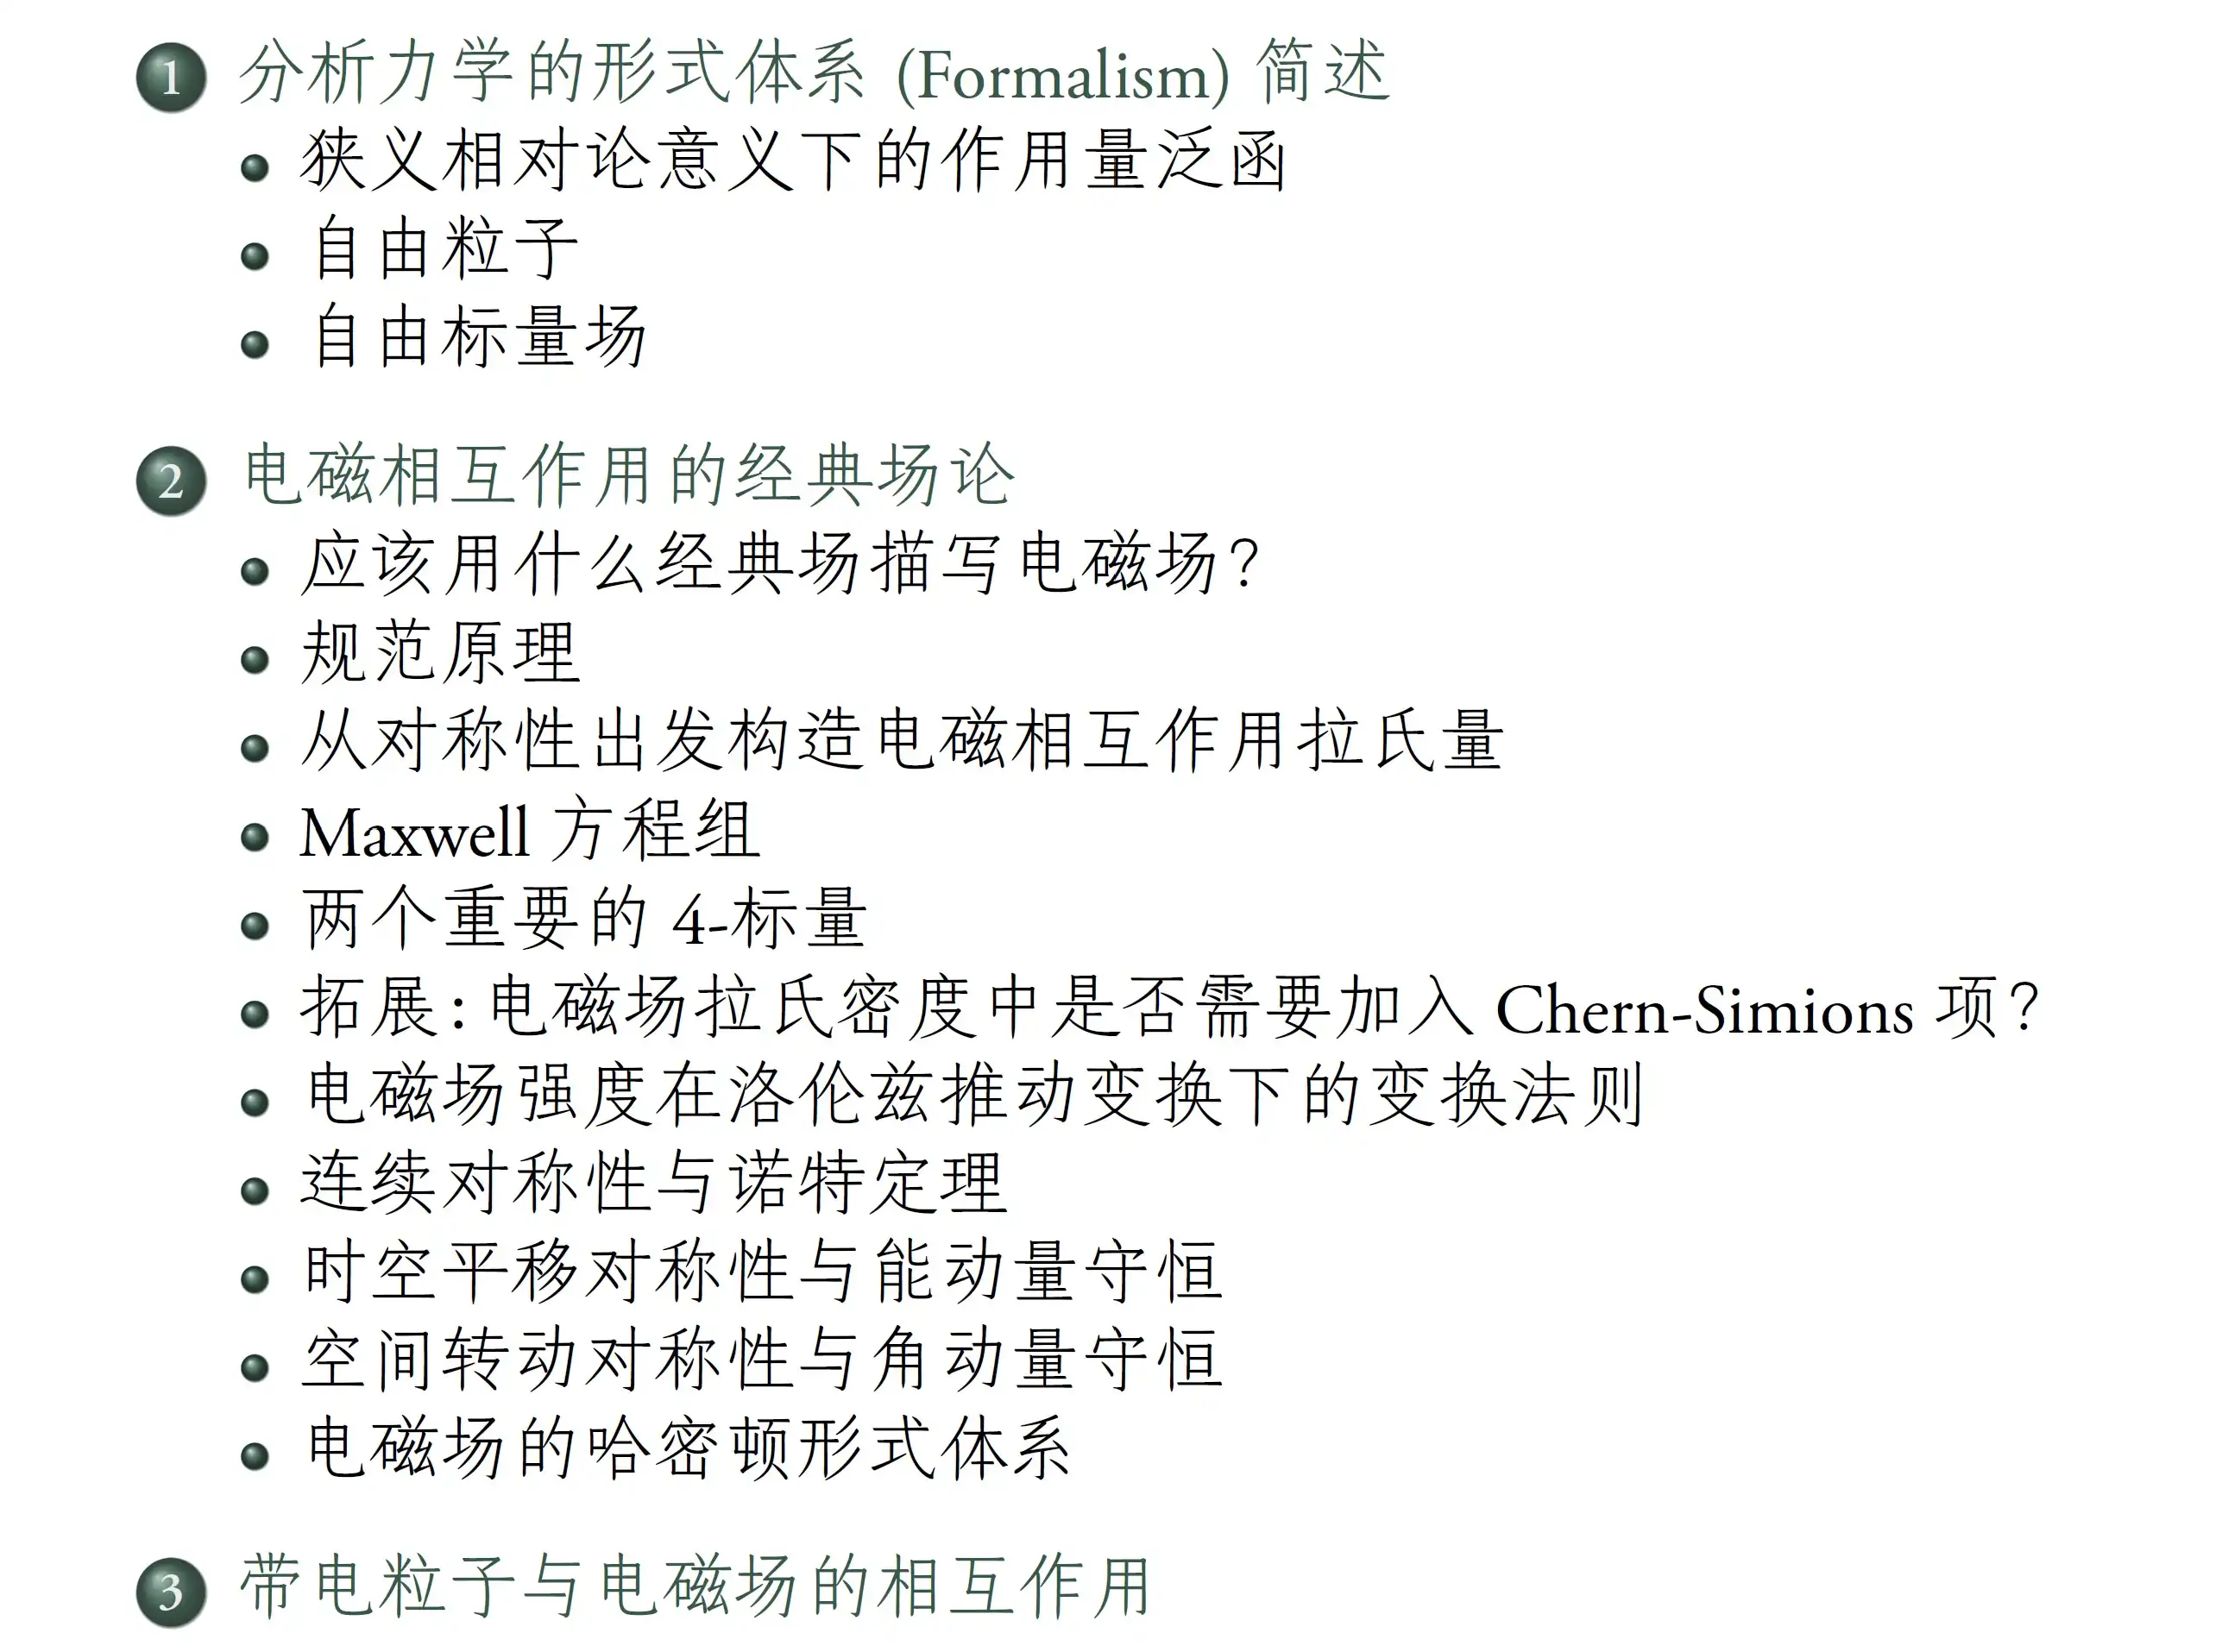 1 分析力学的形式体系 (Formalism) 简述
狭义相对论意义下的作用量泛函
自由粒子
自由标量场
2 电磁相互作用的经典场论
应该用什么经典场描写电磁场?
规范原理
从对称性出发构造电磁相互作用拉氏量
Maxwell 方程组
两个重要的 4-标量
拓展: 电磁场拉氏密度中是否需要加入 Chern-Simions 项?
电磁场强度在洛伦兹推动变换下的变换法则
连续对称性与诺特定理
时空平移对称性与能动量守恒
空间转动对称性与角动量守恒
电磁场的哈密顿形式体系
3 带电粒子与电磁场的相互作用